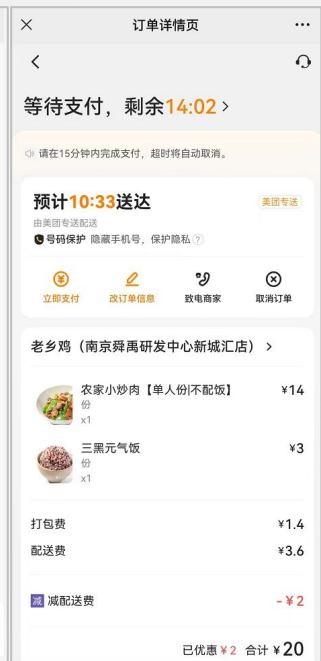 订单详情页
等待支付，剩余14:02>
请在15分钟内完成支付，超时将自动取消。
预计10:33送达
美团专送
由美团专送配送
号码保护 隐藏手机号，保护隐私?
¥
立即支付 改订单信息 致电商家 取消订单
老乡鸡（南京舜禹研发中心新城汇店）>
农家小炒肉【单人份|不配饭】 ¥14
份
x1
三黑元气饭 ¥3
份
x1
打包费 ¥1.4
配送费 ¥3.6
减 减配送费 -¥2
已优惠¥2 合计¥20